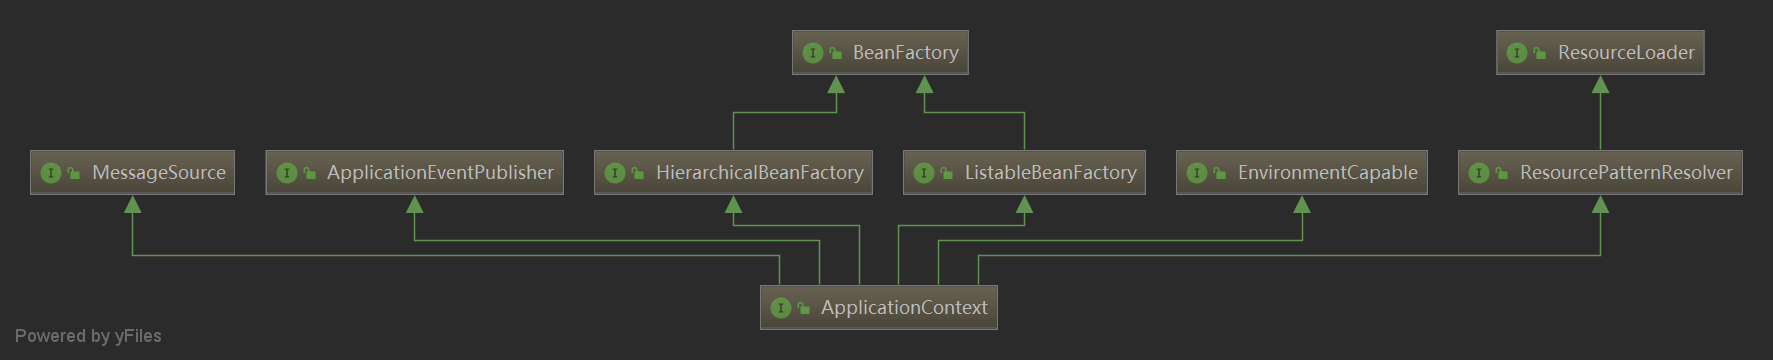 BeanFactory
ResourceLoader
MessageSource
ApplicationEventPublisher
HierarchicalBeanFactory
ListableBeanFactory
EnvironmentCapable
ResourcePatternResolver
ApplicationContext
Powered by yFiles